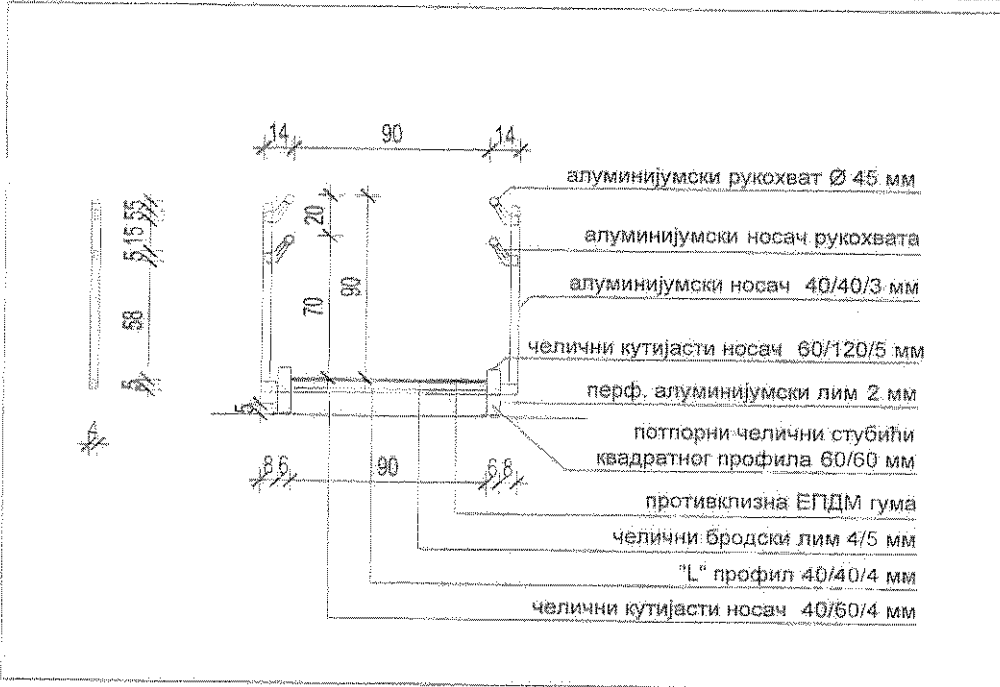 14 90 14
алуминијумски рукохват Ø 45 мм
алуминијумски носач рукохвата
алуминијумски носач 40/40/3 мм
челични кутијасти носач 60/120/5 мм
перф. алуминијумски лим 2 мм
потпорни челични стубићи
квадратног профила 60/60 мм
противклизна ЕПДМ гума
челични бродски лим 4/5 мм
"L" профил 40/40/4 мм
челични кутијасти носач 40/60/4 мм
5 58 5 15 5 5
4
20
70
90
5
8 6 90 6 8